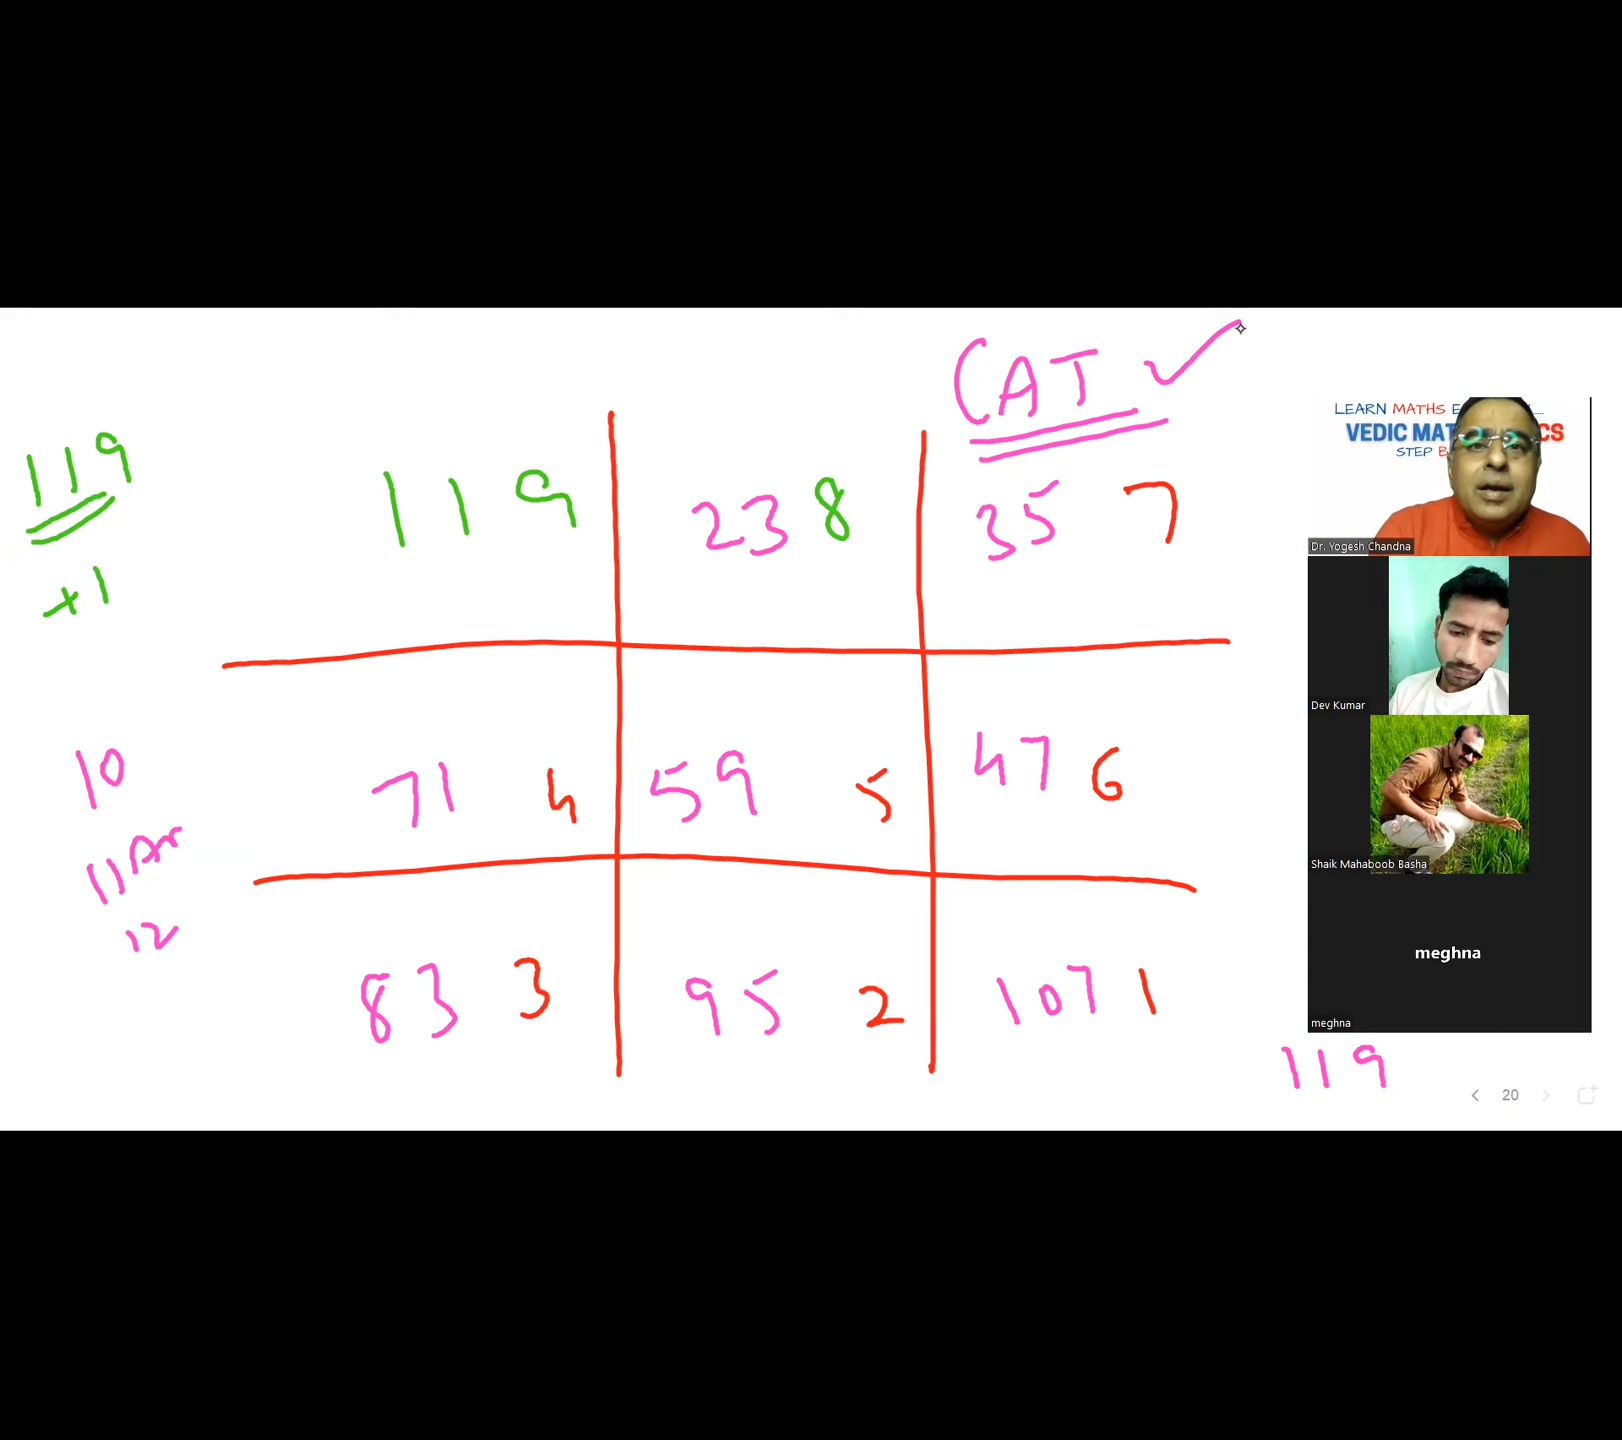 CAT
119
+1
119 238 357
71 4 59 5 47 6
83 3 95 2 107 1
10
11 Ar
12
119
LEARN MATHS E
VEDIC MAT CS
STEP B
Dr. Yogesh Chandna
Dev Kumar
Shaik Mahaboob Basha
meghna
meghna
20